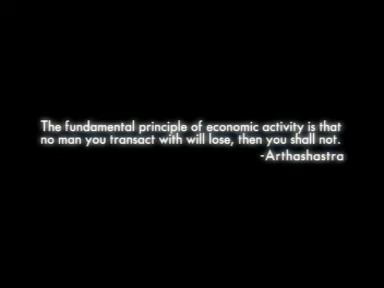 The fundamental principle of economic activity is that
no man you transact with will lose, then you shall not.
-Arthashastra